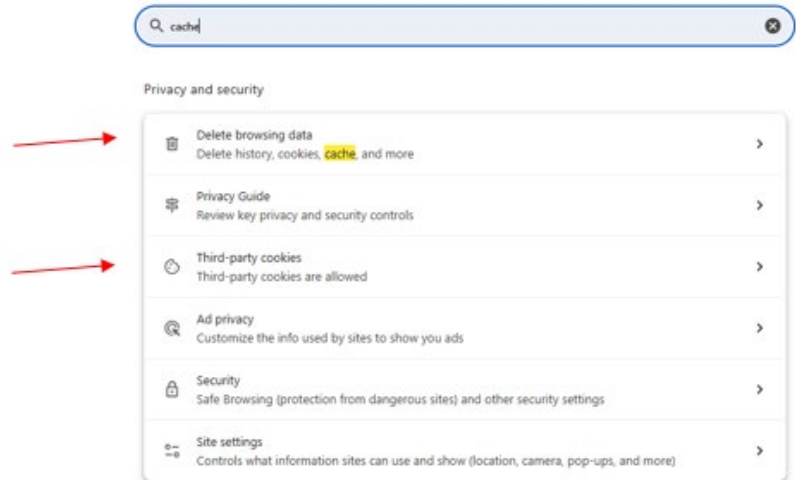 cache
Privacy and security
Delete browsing data
Delete history, cookies, cache, and more
Privacy Guide
Review key privacy and security controls
Third-party cookies
Third-party cookies are allowed
Ad privacy
Customize the info used by sites to show you ads
Security
Safe Browsing (protection from dangerous sites) and other security settings
Site settings
Controls what information sites can use and show (location, camera, pop-ups, and more)